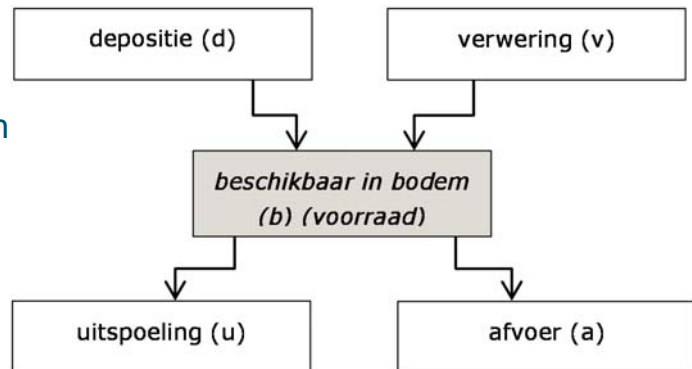 depositie (d)
verwering (v)
n
beschikbaar in bodem
(b) (voorraad)
uitspoeling (u)
afvoer (a)